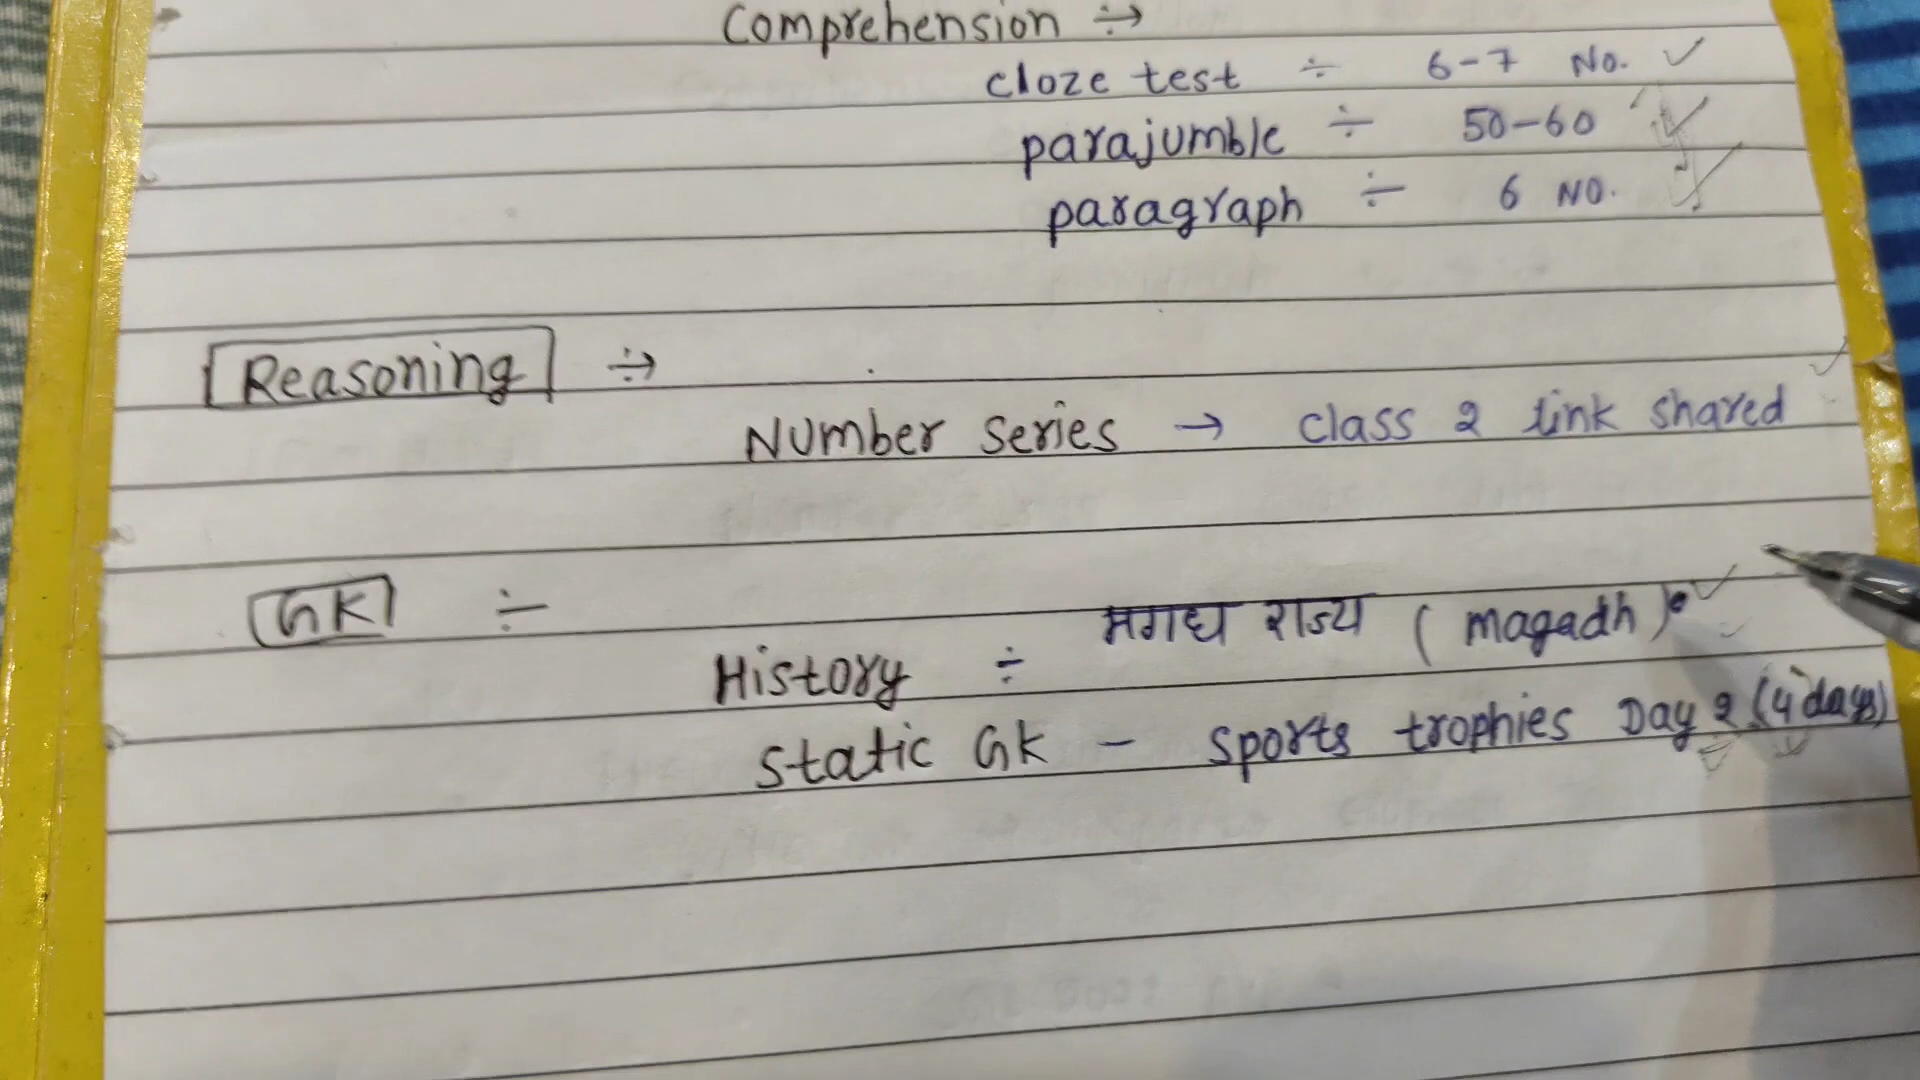 Comprehension ÷→
cloze test ÷ 6-7 No.
parajumble ÷ 50-60
paragraph ÷ 6 NO.
Reasoning ÷→
Number Series → class 2 link shared
GK ÷
History ÷ मगध राज्य ( magadh )
Static GK - sports trophies Day 2 (4 days)